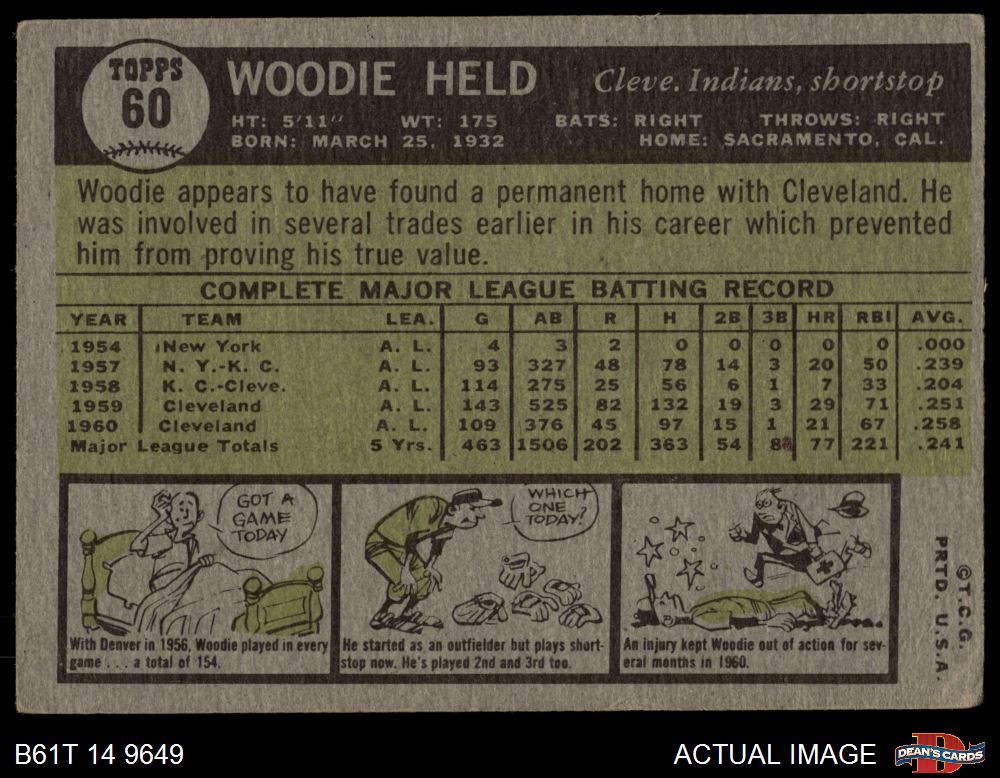 TOPPS
60
WOODIE HELD
Cleve. Indians, shortstop
HT: 5'11" WT: 175 BATS: RIGHT THROWS: RIGHT
BORN: MARCH 25, 1932 HOME: SACRAMENTO, CAL.
Woodie appears to have found a permanent home with Cleveland. He
was involved in several trades earlier in his career which prevented
him from proving his true value.
COMPLETE MAJOR LEAGUE BATTING RECORD
YEAR TEAM LEA. G AB R H 2B 3B HR RBI AVG.
1954 New York A. L. 4 3 2 0 0 0 0 0 .000
1957 N. Y.-K. C. A. L. 93 327 48 78 14 3 20 50 .239
1958 K. C.-Cleve. A. L. 114 275 25 56 6 1 7 33 .204
1959 Cleveland A. L. 143 525 82 132 19 3 29 71 .251
1960 Cleveland A. L. 109 376 45 97 15 1 21 67 .258
Major League Totals 5 Yrs. 463 1506 202 363 54 8 77 221 .241
GOT A
GAME
TODAY
With Denver in 1956, Woodie played in every
game . . . a total of 154.
WHICH
ONE
TODAY?
He started as an outfielder but plays short-
stop now. He's played 2nd and 3rd too.
An injury kept Woodie out of action for sev-
eral months in 1960.
© T.C.G.
PRTD. U.S.A.
B61T 14 9649
ACTUAL IMAGE
DEAN'S CARDS